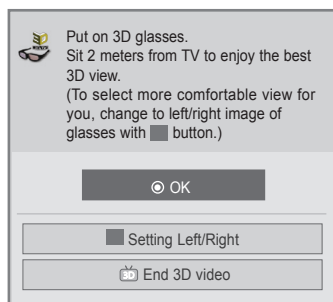 Put on 3D glasses.
Sit 2 meters from TV to enjoy the best
3D view.
(To select more comfortable view for
you, change to left/right image of
glasses with button.)
OK
Setting Left/Right
3D End 3D video